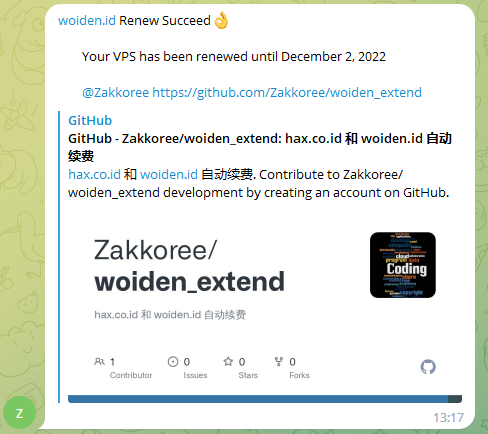 woiden.id Renew Succeed 👌
Your VPS has been renewed until December 2, 2022
@Zakkoree https://github.com/Zakkoree/woiden_extend
GitHub
GitHub - Zakkoree/woiden_extend: hax.co.id 和 woiden.id 自动
续费
hax.co.id 和 woiden.id 自动续费. Contribute to Zakkoree/
woiden_extend development by creating an account on GitHub.
Zakkoree/
woiden_extend
cloud
program data
Coding
copyright
hax.co.id 和 woiden.id 自动续费
1 0 0 0
Contributor Issues Stars Forks
Z
13:17